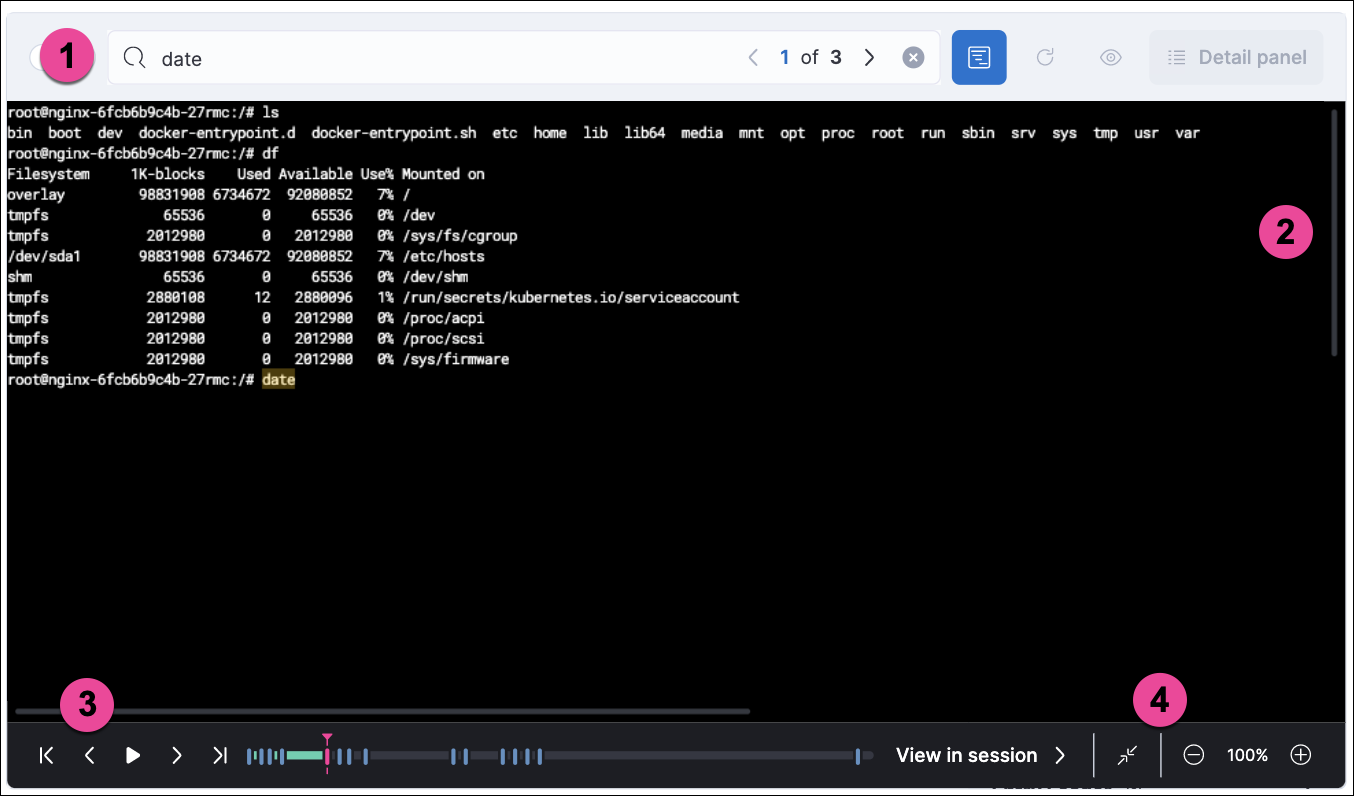 1
date
1 of 3
Detail panel
root@nginx-6fcb6b9c4b-27rmc:/# ls
bin boot dev docker-entrypoint.d docker-entrypoint.sh etc home lib lib64 media mnt opt proc root run sbin srv sys tmp usr var
root@nginx-6fcb6b9c4b-27rmc:/# df
Filesystem 1K-blocks Used Available Use% Mounted on
overlay 98831908 6734672 92080852 7% /
tmpfs 65536 0 65536 0% /dev
tmpfs 2012980 0 2012980 0% /sys/fs/cgroup
/dev/sda1 98831908 6734672 92080852 7% /etc/hosts
shm 65536 0 65536 0% /dev/shm
tmpfs 2880108 12 2880096 1% /run/secrets/kubernetes.io/serviceaccount
tmpfs 2012980 0 2012980 0% /proc/acpi
tmpfs 2012980 0 2012980 0% /proc/scsi
tmpfs 2012980 0 2012980 0% /sys/firmware
root@nginx-6fcb6b9c4b-27rmc:/# date
2
3
4
View in session
100%